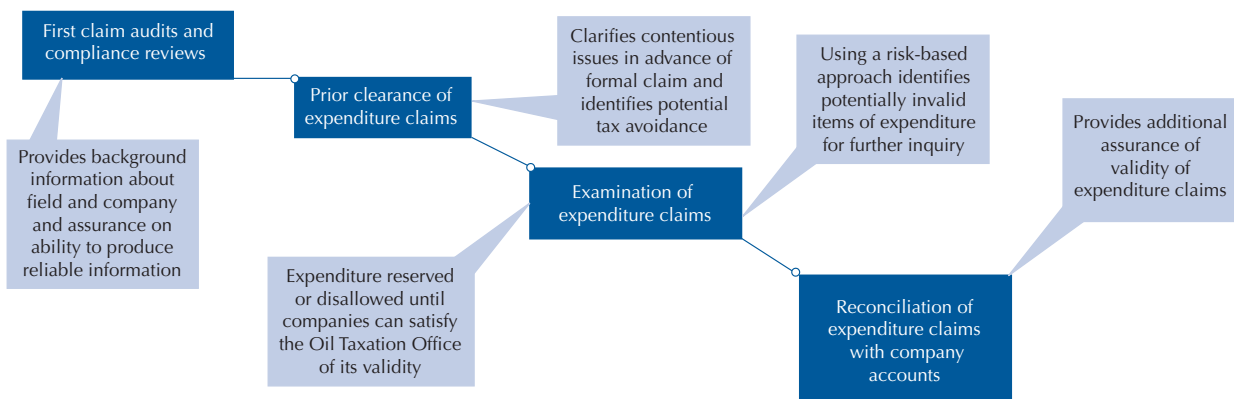 First claim audits and
compliance reviews
Provides background
information about
field and company
and assurance on
ability to produce
reliable information
Prior clearance of
expenditure claims
Clarifies contentious
issues in advance of
formal claim and
identifies potential
tax avoidance
Examination of
expenditure claims
Using a risk-based
approach identifies
potentially invalid
items of expenditure
for further inquiry
Expenditure reserved
or disallowed until
companies can satisfy
the Oil Taxation Office
of its validity
Reconciliation of
expenditure claims
with company
accounts
Provides additional
assurance of
validity of
expenditure claims